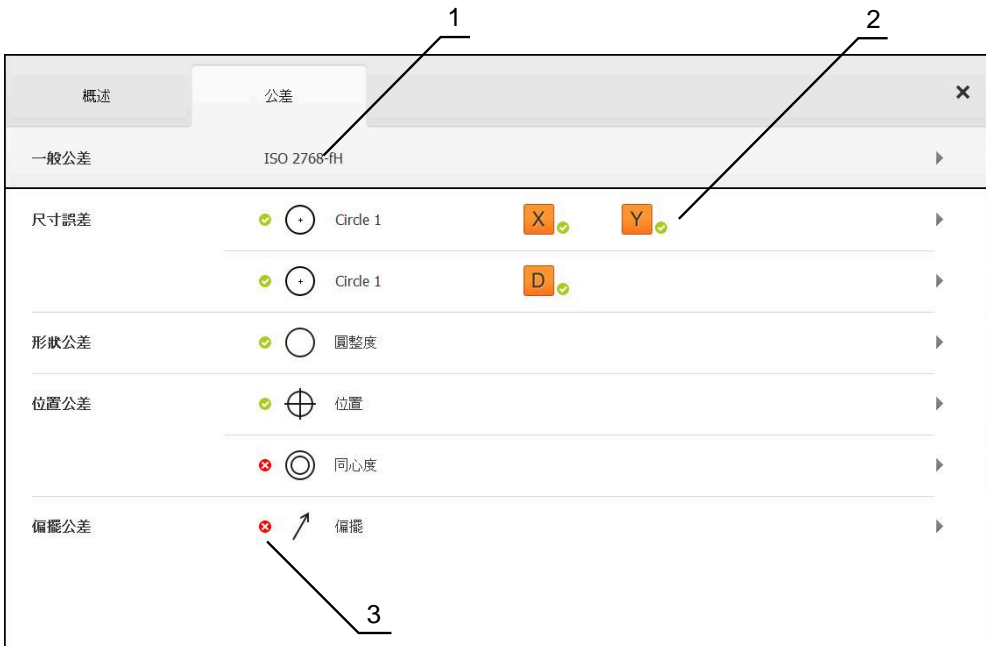 1
2
概述
公差
一般公差
ISO 2768-fH
尺寸誤差
Circle 1
X
Y
Circle 1
D
形狀公差
圓整度
位置公差
位置
同心度
偏擺公差
偏擺
3